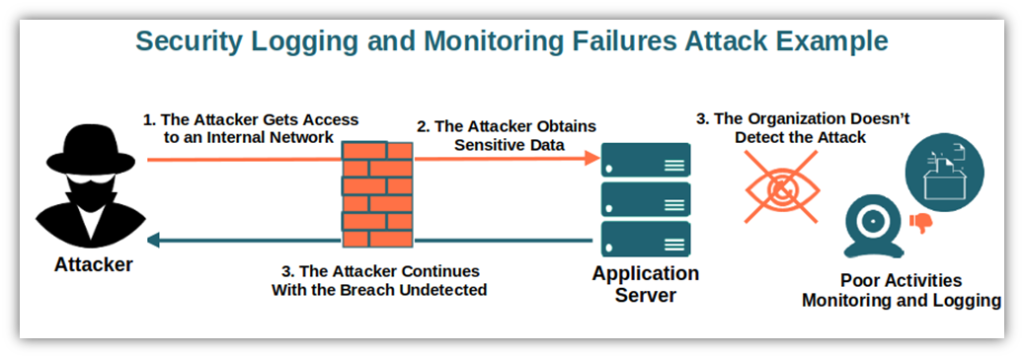 Security Logging and Monitoring Failures Attack Example
1. The Attacker Gets Access
to an Internal Network
2. The Attacker Obtains
Sensitive Data
3. The Organization Doesn't
Detect the Attack
Attacker
3. The Attacker Continues
With the Breach Undetected
Application
Server
Poor Activities
Monitoring and Logging